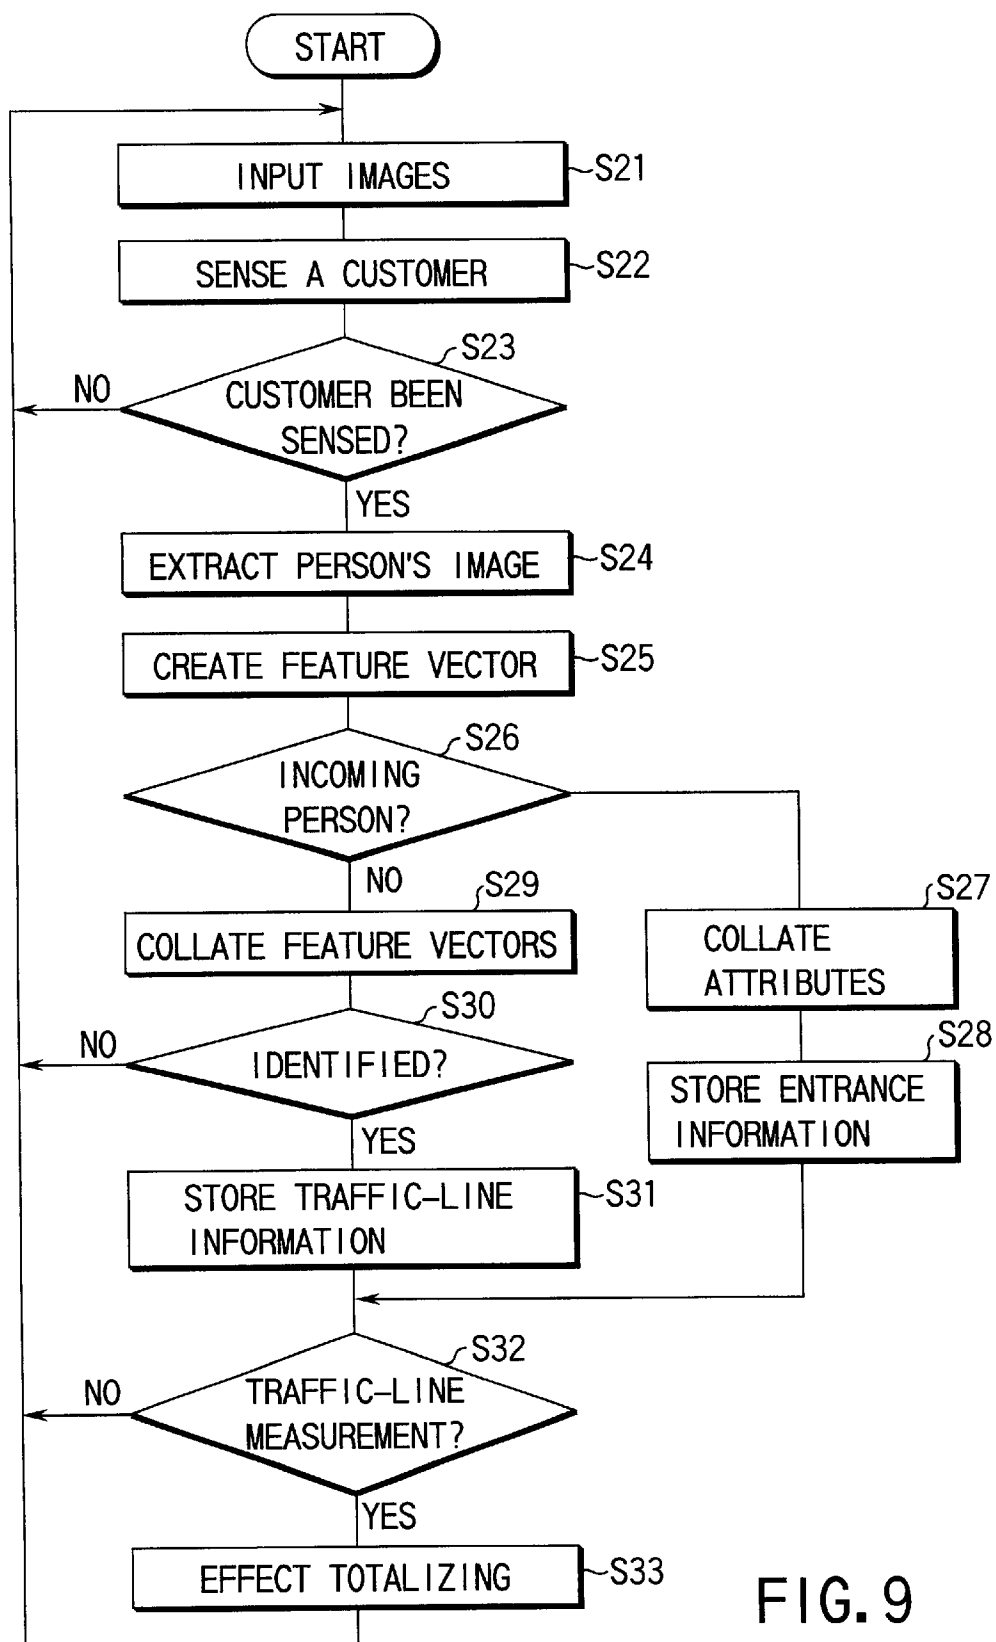 START
INPUT IMAGES
S21
SENSE A CUSTOMER
S22
S23
CUSTOMER BEEN
SENSED?
NO
YES
EXTRACT PERSON'S IMAGE
S24
CREATE FEATURE VECTOR
S25
S26
INCOMING
PERSON?
NO
S29
COLLATE FEATURE VECTORS
S27
COLLATE
ATTRIBUTES
S30
IDENTIFIED?
NO
YES
S28
STORE ENTRANCE
INFORMATION
STORE TRAFFIC-LINE
INFORMATION
S31
S32
TRAFFIC-LINE
MEASUREMENT?
NO
YES
EFFECT TOTALIZING
S33
FIG. 9